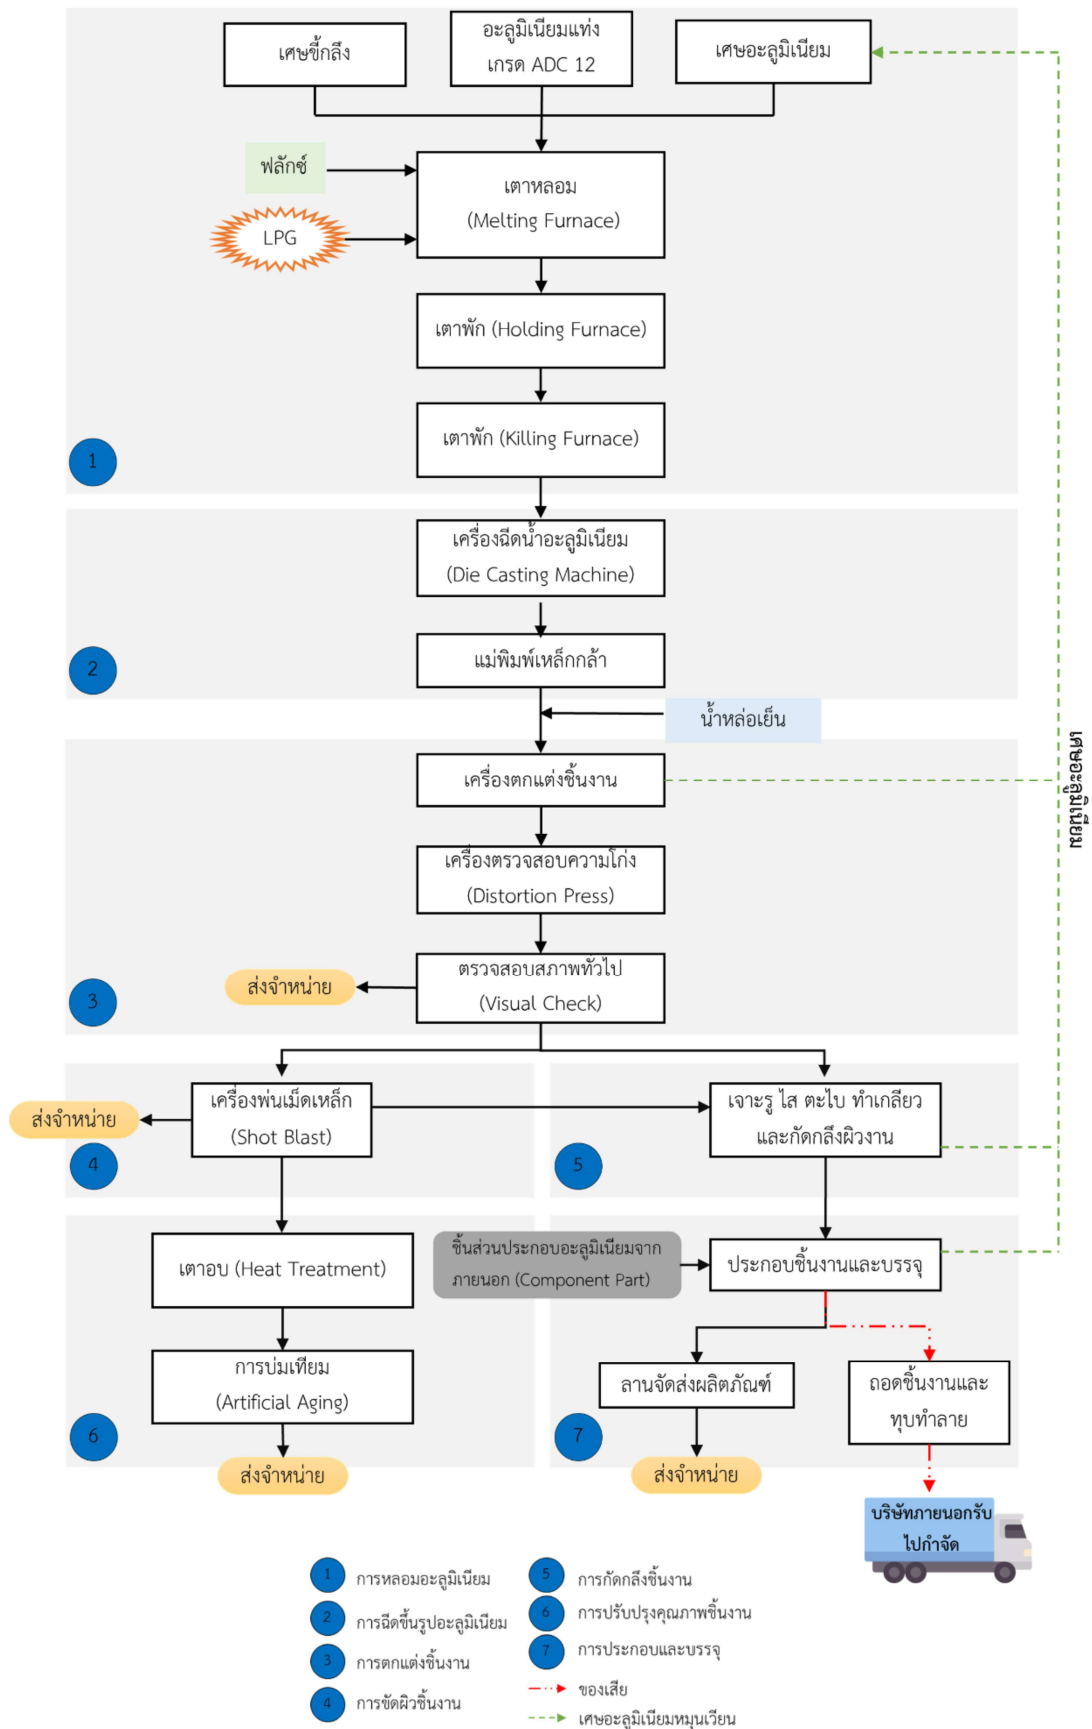 เศษขี้กลึง
อะลูมิเนียมแท่ง
เกรด ADC 12
เศษอะลูมิเนียม
ฟลักซ์
เตาหลอม
(Melting Furnace)
LPG
เตาพัก (Holding Furnace)
เตาพัก (Killing Furnace)
1
เครื่องฉีดน้ำอะลูมิเนียม
(Die Casting Machine)
แม่พิมพ์เหล็กกล้า
2
น้ำหล่อเย็น
เครื่องตกแต่งชิ้นงาน
เศษอะลูมิเนียม
เครื่องตรวจสอบความโก่ง
(Distortion Press)
ตรวจสอบสภาพทั่วไป
(Visual Check)
ส่งจำหน่าย
3
เครื่องพ่นเม็ดเหล็ก
(Shot Blast)
ส่งจำหน่าย
4
เจาะรู ไส ตะไบ ทำเกลียว
และกัดกลึงผิวงาน
5
เตาอบ (Heat Treatment)
การบ่มเทียม
(Artificial Aging)
6
ส่งจำหน่าย
ชิ้นส่วนประกอบอะลูมิเนียมจาก
ภายนอก (Component Part)
ประกอบชิ้นงานและบรรจุ
ลานจัดส่งผลิตภัณฑ์
ถอดชิ้นงานและ
ทุบทำลาย
7
ส่งจำหน่าย
บริษัทภายนอกรับ
ไปกำจัด
1 การหลอมอะลูมิเนียม
2 การฉีดขึ้นรูปอะลูมิเนียม
3 การตกแต่งชิ้นงาน
4 การขัดผิวชิ้นงาน
5 การกัดกลึงชิ้นงาน
6 การปรับปรุงคุณภาพชิ้นงาน
7 การประกอบและบรรจุ
ของเสีย
เศษอะลูมิเนียมหมุนเวียน